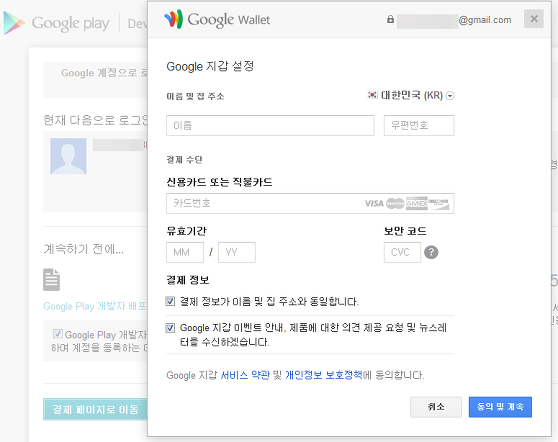 Google play
Dev
Google Wallet
@gmail.com
Google 계정으로 로
Google 지갑 설정
이름 및 집 주소
대한민국 (KR)
현재 다음으로 로그인
이름
우편번호
결제 수단
신용카드 또는 직불카드
카드번호
VISA
AMEX
DISCOVER
유효기간
보안 코드
MM / YY
CVC
?
계속하기 전에...
결제 정보
결제 정보가 이름 및 집 주소와 동일합니다.
Google Play 개발자 배포
Google 지갑 이벤트 안내, 제품에 대한 의견 제공 요청 및 뉴스레
터를 수신하겠습니다.
Google Play 개발자
하여 계정을 등록하는 데
Google 지갑 서비스 약관 및 개인정보 보호정책에 동의합니다.
결제 페이지로 이동
취소
동의 및 계속